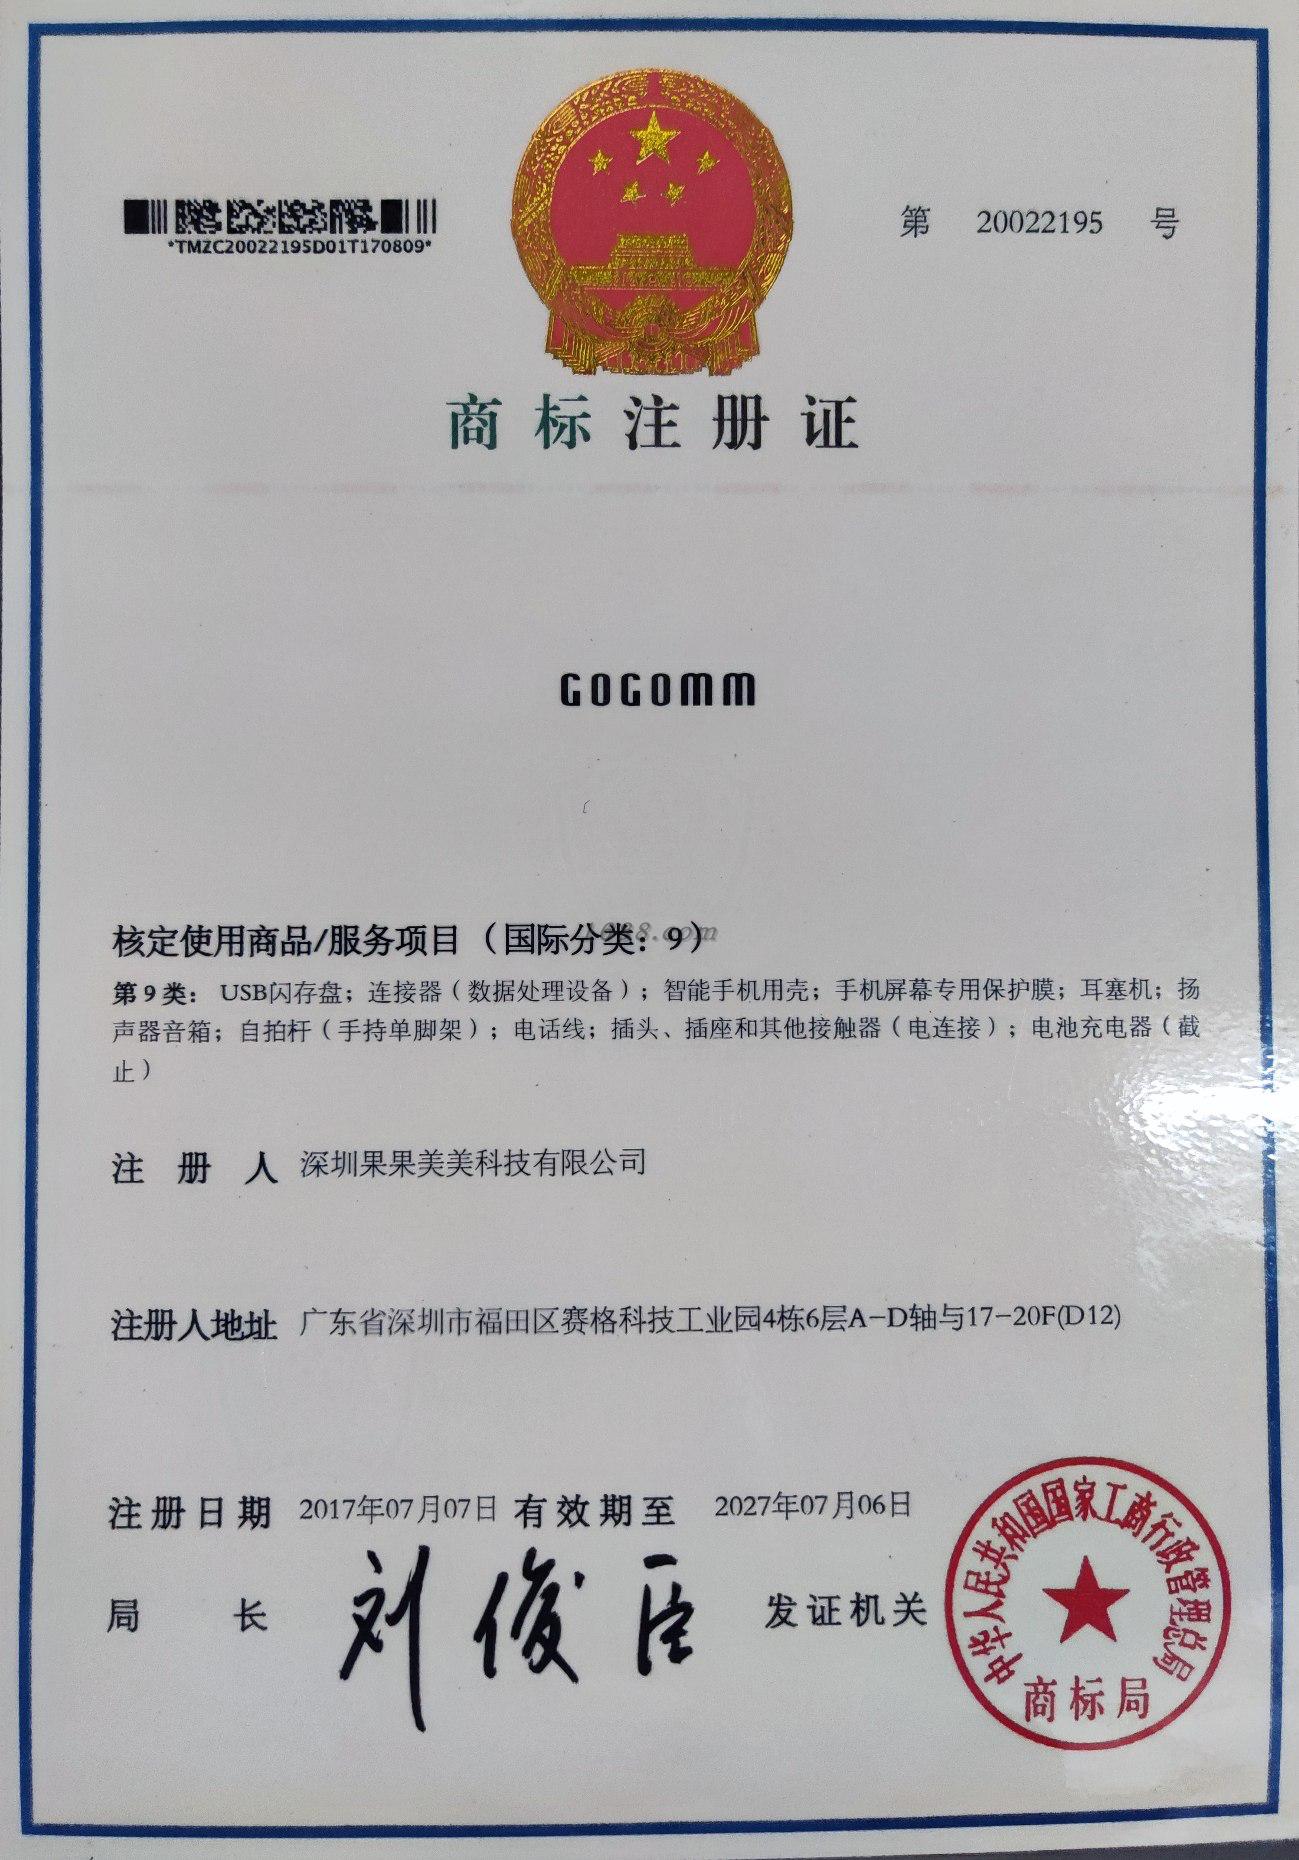 *TMZC20022195D01T170809*
第 20022195 号
商标注册证
GOGOMM
1688.com
核定使用商品/服务项目（国际分类：9）
第9类： USB闪存盘；连接器（数据处理设备）；智能手机用壳；手机屏幕专用保护膜；耳塞机；扬
声器音箱；自拍杆（手持单脚架）；电话线；插头、插座和其他接触器（电连接）；电池充电器（截
止）
注册人 深圳果果美美科技有限公司
注册人地址 广东省深圳市福田区赛格科技工业园4栋6层A-D轴与17-20F(D12)
注册日期 2017年07月07日 有效期至 2027年07月06日
局长 刘俊臣 发证机关
中华人民共和国国家工商行政管理总局
商标局